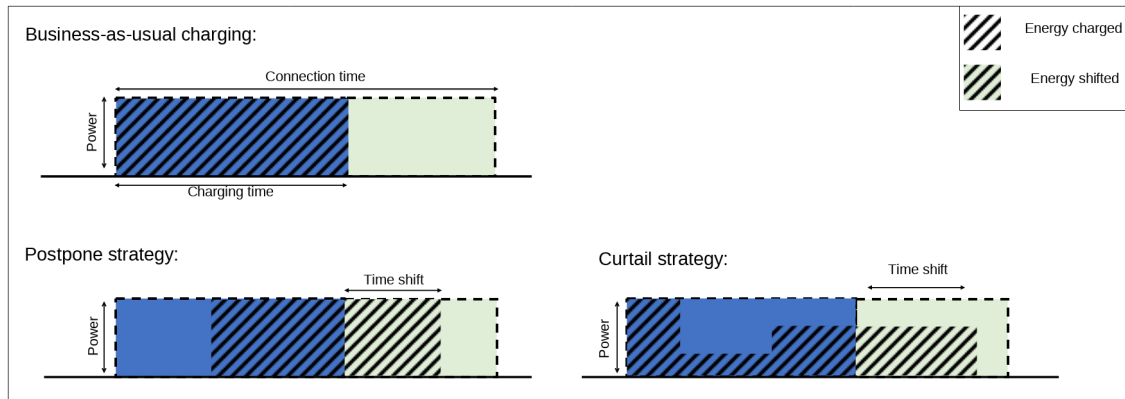 Business-as-usual charging:
Energy charged
Energy shifted
Connection time
Power
Charging time
Postpone strategy:
Curtail strategy:
Time shift
Time shift
Power
Power